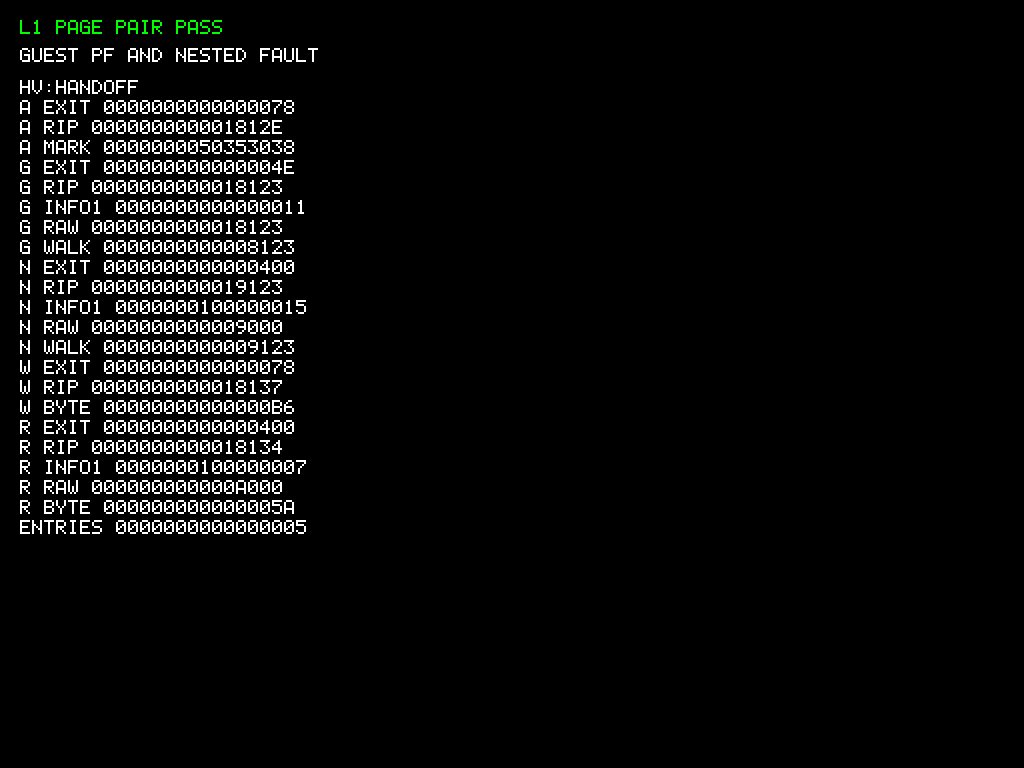 L1 PAGE PAIR PASS
GUEST PF AND NESTED FAULT
HV:HANDOFF
A EXIT 0000000000000078
A RIP 000000000001812E
A MARK 0000000050353038
G EXIT 000000000000004E
G RIP 0000000000018123
G INFO1 0000000000000011
G RAW 0000000000018123
G WALK 0000000000008123
N EXIT 0000000000000400
N RIP 0000000000019123
N INFO1 0000000100000015
N RAW 0000000000009000
N WALK 0000000000009123
W EXIT 0000000000000078
W RIP 0000000000018137
W BYTE 00000000000000B6
R EXIT 0000000000000400
R RIP 0000000000018134
R INFO1 0000000100000007
R RAW 000000000000A000
R BYTE 000000000000005A
ENTRIES 0000000000000005